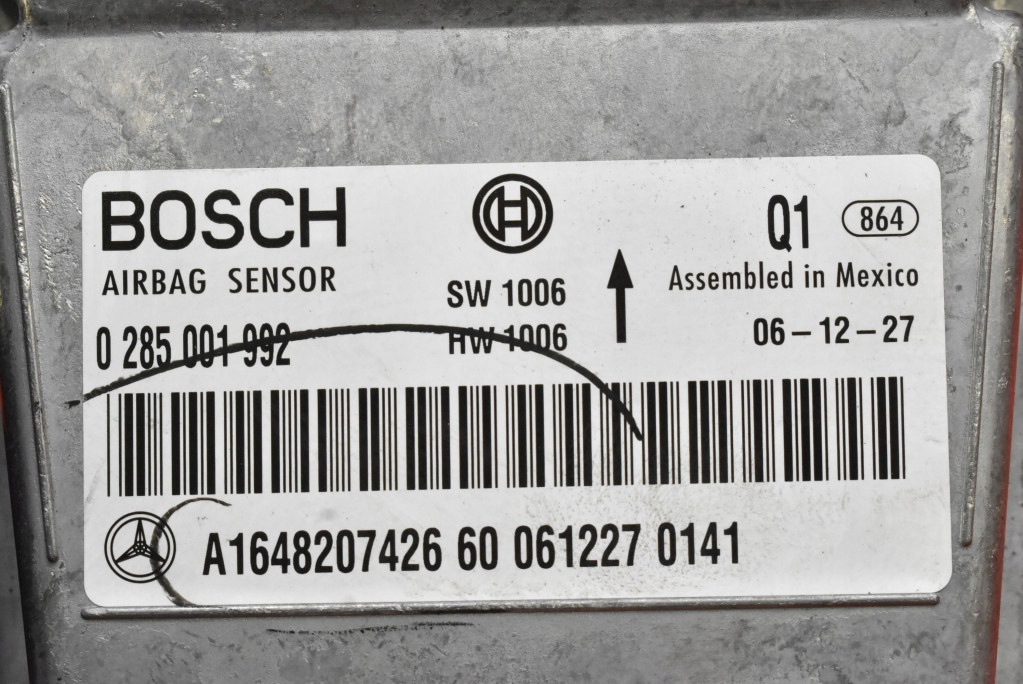 BOSCH
Q1 864
AIRBAG SENSOR
SW 1006
Assembled in Mexico
0 285 001 992
HW 1006
06-12-27
A1648207426 60 061227 0141